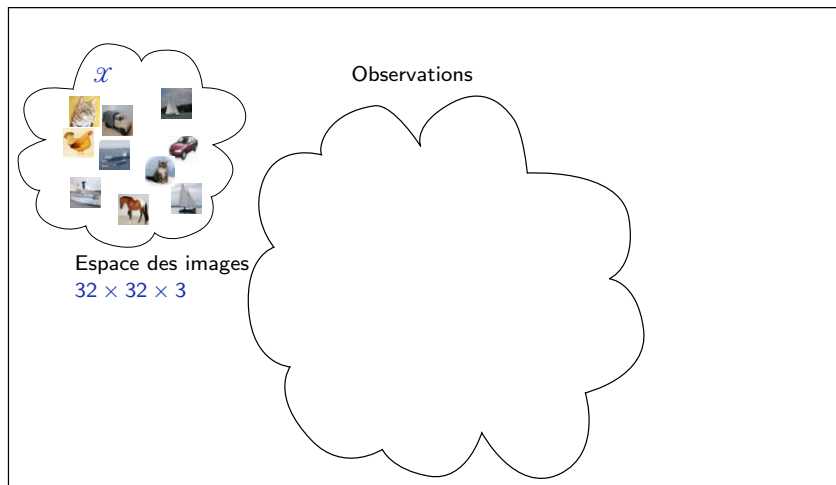 𝒳
Observations
Espace des images
32 × 32 × 3